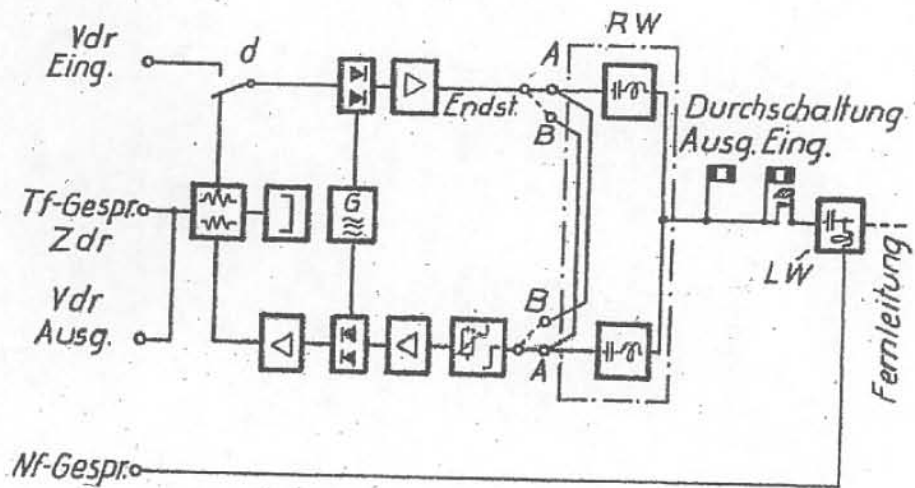 Vdr
Eing.
d
A
RW
Endst.
B
Durchschaltung
Ausg. Eing.
Tf-Gespr.
Zdr
G
LW
Fernleitung
Vdr
Ausg.
B
A
Nf-Gespr.